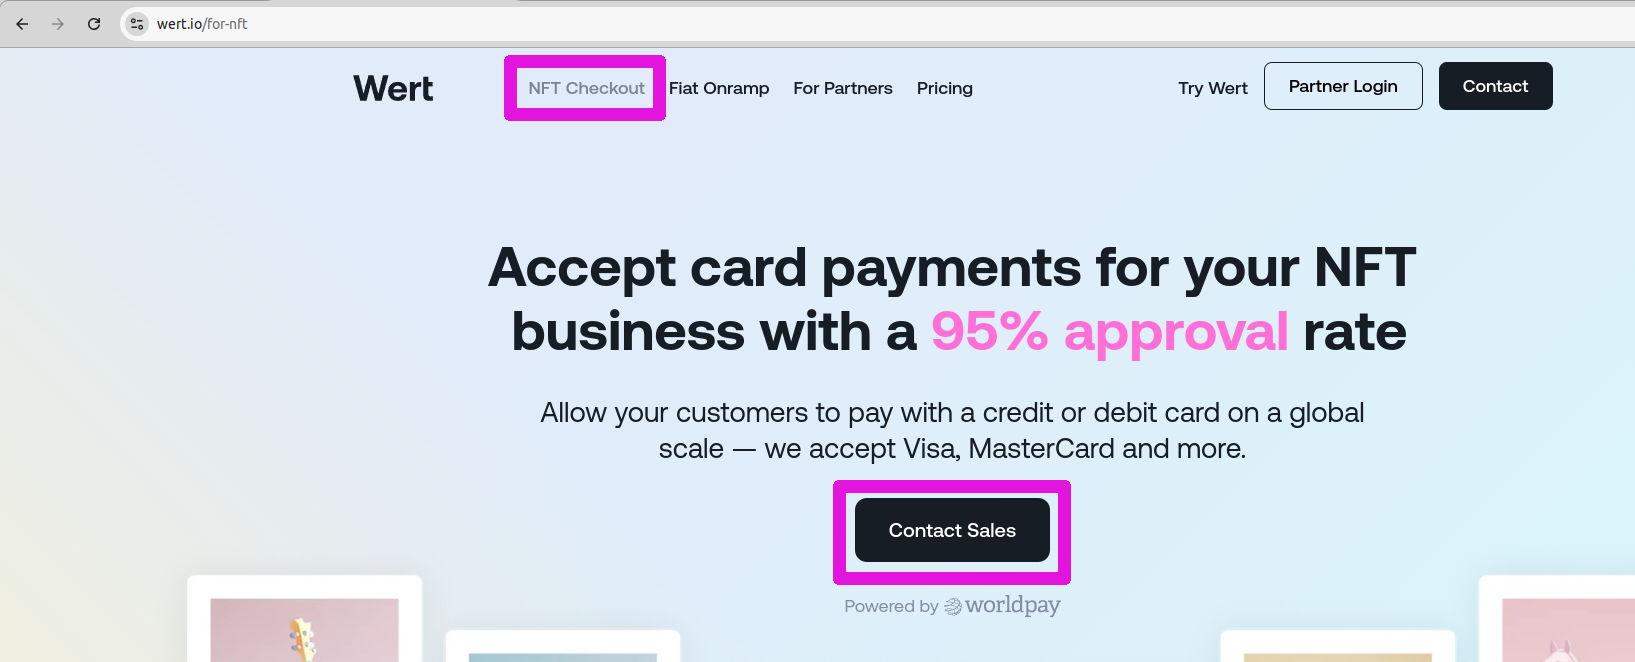 wert.io/for-nft
Wert NFT Checkout Fiat Onramp For Partners Pricing Try Wert Partner Login Contact
Accept card payments for your NFT
business with a 95% approval rate
Allow your customers to pay with a credit or debit card on a global
scale — we accept Visa, MasterCard and more.
Contact Sales
Powered by worldpay